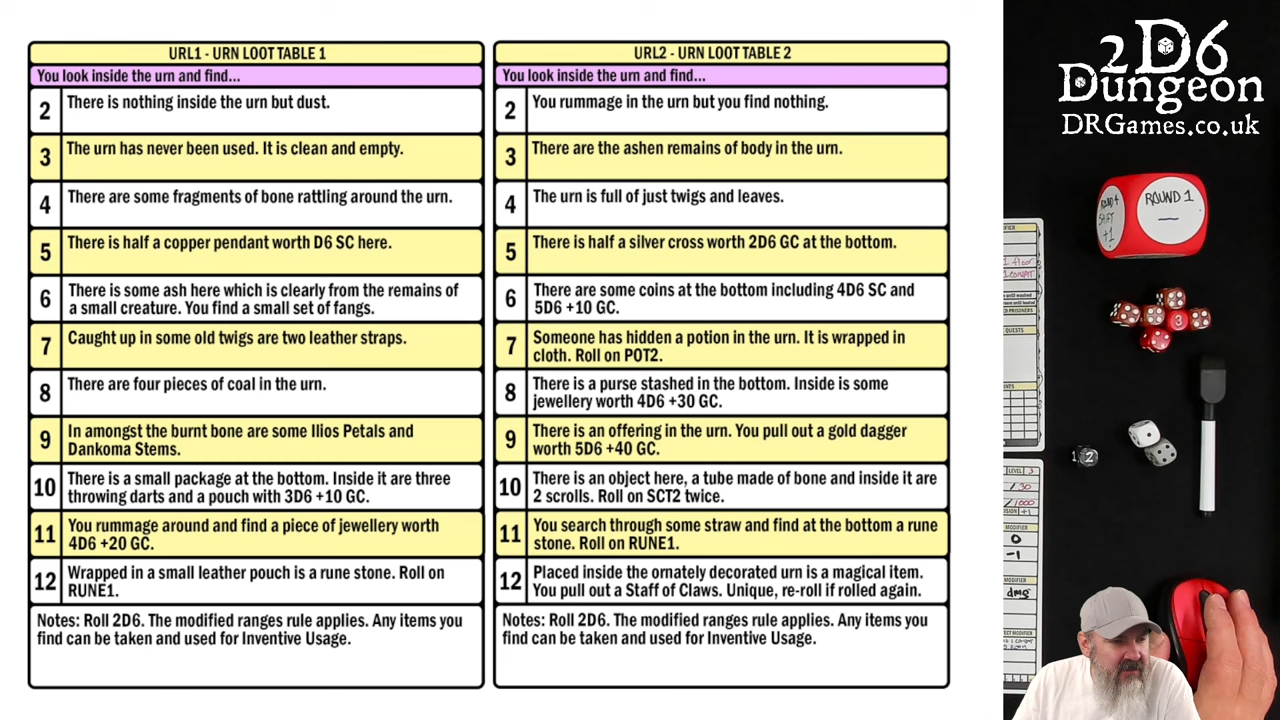 URL1 - URN LOOT TABLE 1
You look inside the urn and find...
2 There is nothing inside the urn but dust.
3 The urn has never been used. It is clean and empty.
4 There are some fragments of bone rattling around the urn.
5 There is half a copper pendant worth D6 SC here.
6 There is some ash here which is clearly from the remains of
a small creature. You find a small set of fangs.
7 Caught up in some old twigs are two leather straps.
8 There are four pieces of coal in the urn.
9 In amongst the burnt bone are some Ilios Petals and
Dankoma Stems.
10 There is a small package at the bottom. Inside it are three
throwing darts and a pouch with 3D6 +10 GC.
11 You rummage around and find a piece of jewellery worth
4D6 +20 GC.
12 Wrapped in a small leather pouch is a rune stone. Roll on
RUNE1.
Notes: Roll 2D6. The modified ranges rule applies. Any items you
find can be taken and used for Inventive Usage.
URL2 - URN LOOT TABLE 2
You look inside the urn and find...
2 You rummage in the urn but you find nothing.
3 There are the ashen remains of body in the urn.
4 The urn is full of just twigs and leaves.
5 There is half a silver cross worth 2D6 GC at the bottom.
6 There are some coins at the bottom including 4D6 SC and
5D6 +10 GC.
7 Someone has hidden a potion in the urn. It is wrapped in
cloth. Roll on POT2.
8 There is a purse stashed in the bottom. Inside is some
jewellery worth 4D6 +30 GC.
9 There is an offering in the urn. You pull out a gold dagger
worth 5D6 +40 GC.
10 There is an object here, a tube made of bone and inside it are
2 scrolls. Roll on SCT2 twice.
11 You search through some straw and find at the bottom a rune
stone. Roll on RUNE1.
12 Placed inside the ornately decorated urn is a magical item.
You pull out a Staff of Claws. Unique, re-roll if rolled again.
Notes: Roll 2D6. The modified ranges rule applies. Any items you
find can be taken and used for Inventive Usage.
2D6
Dungeon
DRGames.co.uk
ROUND 4
SHIFT
+1
ROUND 1
3
1 2
LEVEL 3
/ 30
/ 1000
+1
MODIFIER
0
-1
MODIFIER
dmg